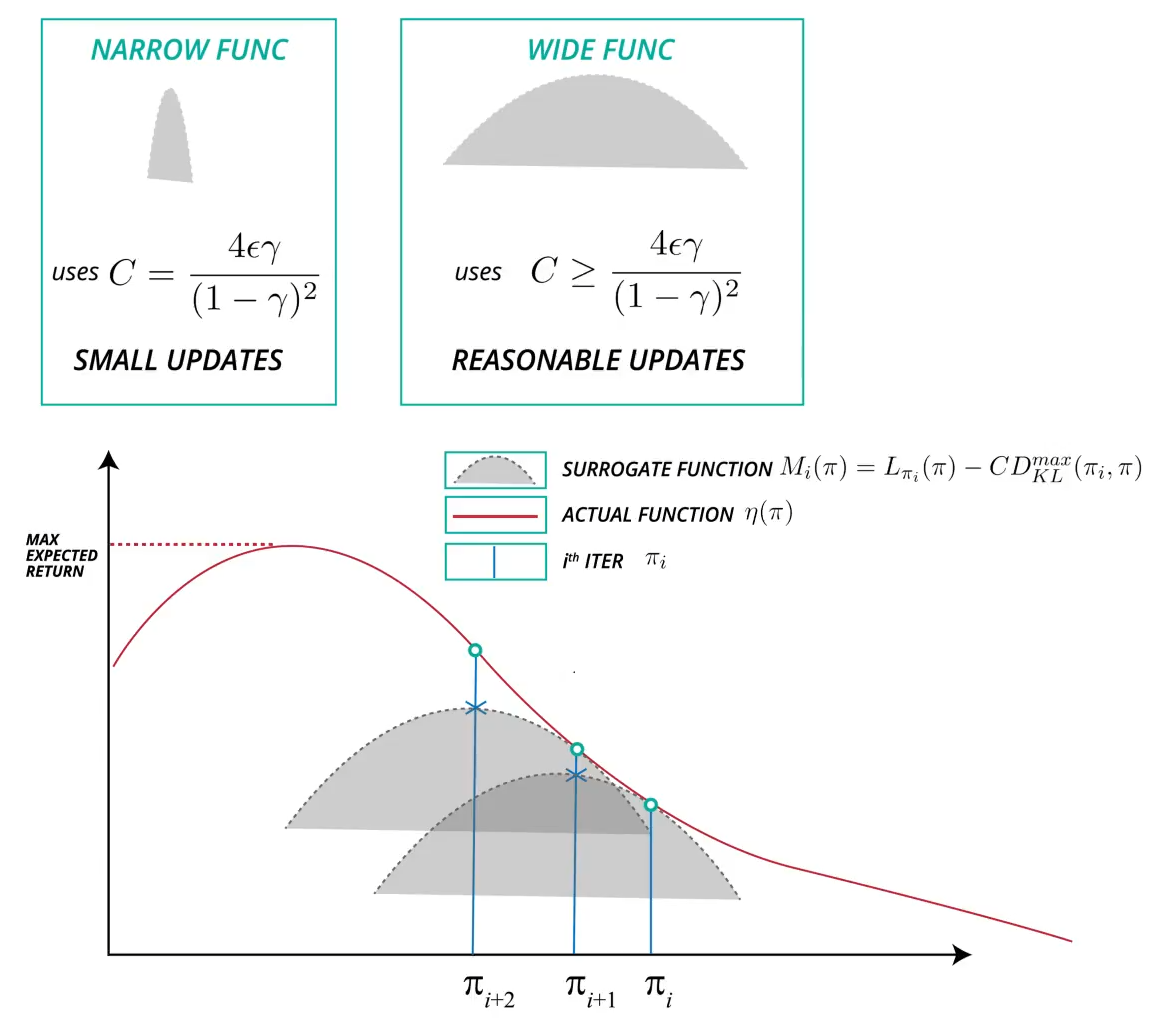 NARROW FUNC
uses C = 4ϵγ / (1 − γ)²
SMALL UPDATES
WIDE FUNC
uses C ≥ 4ϵγ / (1 − γ)²
REASONABLE UPDATES
SURROGATE FUNCTION M_i(π) = L_{π_i}(π) − CD_{KL}^{max}(π_i, π)
ACTUAL FUNCTION η(π)
i^{th} ITER π_i
MAX
EXPECTED
RETURN
π_{i+2} π_{i+1} π_i